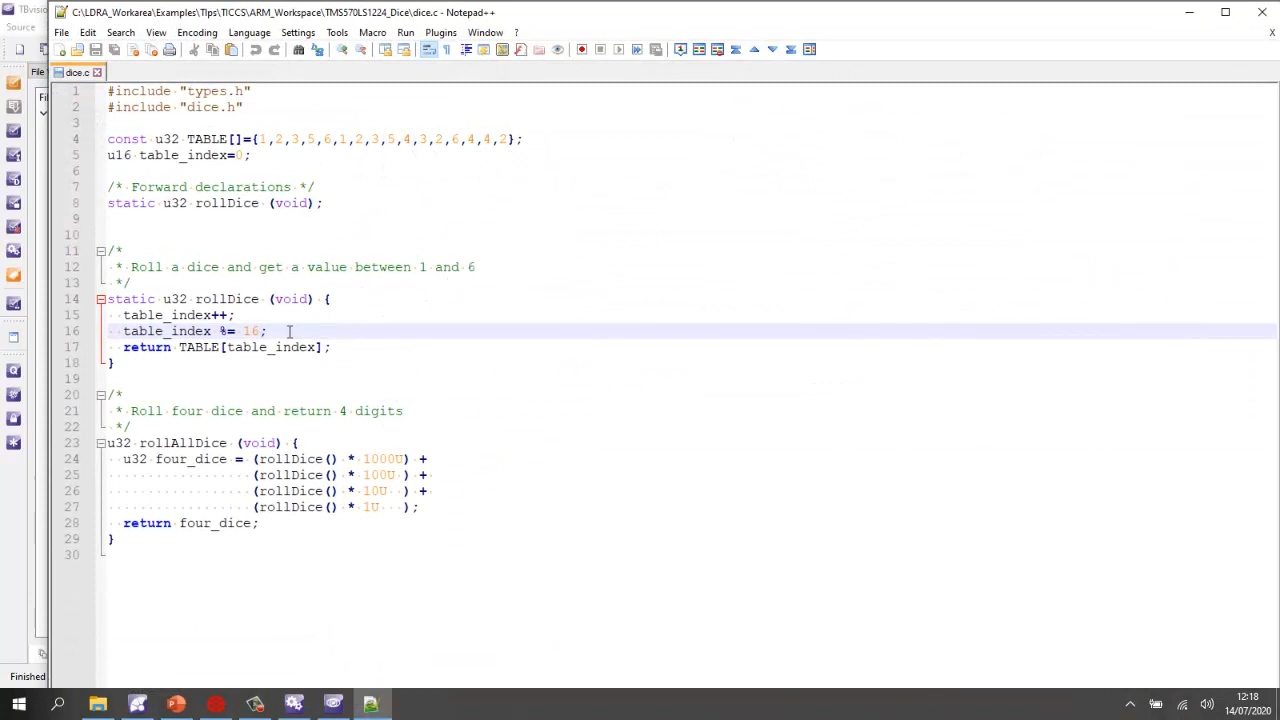 TBvisi
C:\LDRA_Workarea\Examples\TIps\TICCS\ARM_Workspace\TMS570LS1224_Dice\dice.c - Notepad++
Source
File Edit Search View Encoding Language Settings Tools Macro Run Plugins Window ? X
File
dice.c
Fil
1 #include "types.h"
2 #include "dice.h"
3
4 const u32 TABLE[]={1,2,3,5,6,1,2,3,5,4,3,2,6,4,4,2};
5 u16 table_index=0;
6
7 /* Forward declarations */
8 static u32 rollDice (void);
9
10
11 /*
12 * Roll a dice and get a value between 1 and 6
13 */
14 static u32 rollDice (void) {
15 table_index++;
16 table_index %= 16;
17 return TABLE[table_index];
18 }
19
20 /*
21 * Roll four dice and return 4 digits
22 */
23 u32 rollAllDice (void) {
24 u32 four_dice = (rollDice() * 1000U) +
25 (rollDice() * 100U ) +
26 (rollDice() * 10U ) +
27 (rollDice() * 1U );
28 return four_dice;
29 }
30
Finished
12:18
14/07/2020